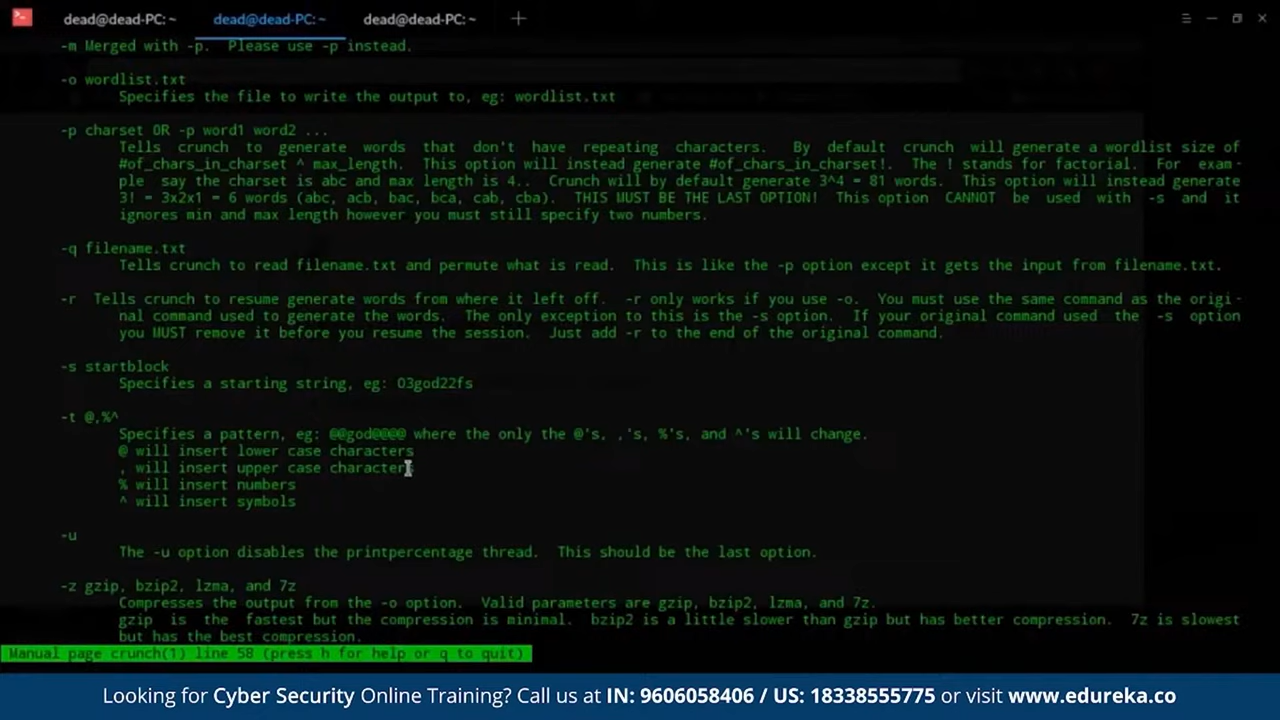 dead@dead-PC: ~ dead@dead-PC: ~ dead@dead-PC: ~
-m Merged with -p. Please use -p instead.
-o wordlist.txt
Specifies the file to write the output to, eg: wordlist.txt
-p charset OR -p word1 word2 ...
Tells crunch to generate words that don't have repeating characters. By default crunch will generate a wordlist size of
#of_chars_in_charset ^ max_length. This option will instead generate #of_chars_in_charset!. The ! stands for factorial. For exam-
ple say the charset is abc and max length is 4.. Crunch will by default generate 3^4 = 81 words. This option will instead generate
3! = 3x2x1 = 6 words (abc, acb, bac, bca, cab, cba). THIS MUST BE THE LAST OPTION! This option CANNOT be used with -s and it
ignores min and max length however you must still specify two numbers.
-q filename.txt
Tells crunch to read filename.txt and permute what is read. This is like the -p option except it gets the input from filename.txt.
-r Tells crunch to resume generate words from where it left off. -r only works if you use -o. You must use the same command as the origi-
nal command used to generate the words. The only exception to this is the -s option. If your original command used the -s option
you MUST remove it before you resume the session. Just add -r to the end of the original command.
-s startblock
Specifies a starting string, eg: 03god22fs
-t @,%^
Specifies a pattern, eg: @@god@@@@ where the only the @'s, ,'s, %'s, and ^'s will change.
@ will insert lower case characters
, will insert upper case characters
% will insert numbers
^ will insert symbols
-u
The -u option disables the printpercentage thread. This should be the last option.
-z gzip, bzip2, lzma, and 7z
Compresses the output from the -o option. Valid parameters are gzip, bzip2, lzma, and 7z.
gzip is the fastest but the compression is minimal. bzip2 is a little slower than gzip but has better compression. 7z is slowest
but has the best compression.
Manual page crunch(1) line 58 (press h for help or q to quit)
Looking for Cyber Security Online Training? Call us at IN: 9606058406 / US: 18338555775 or visit www.edureka.co